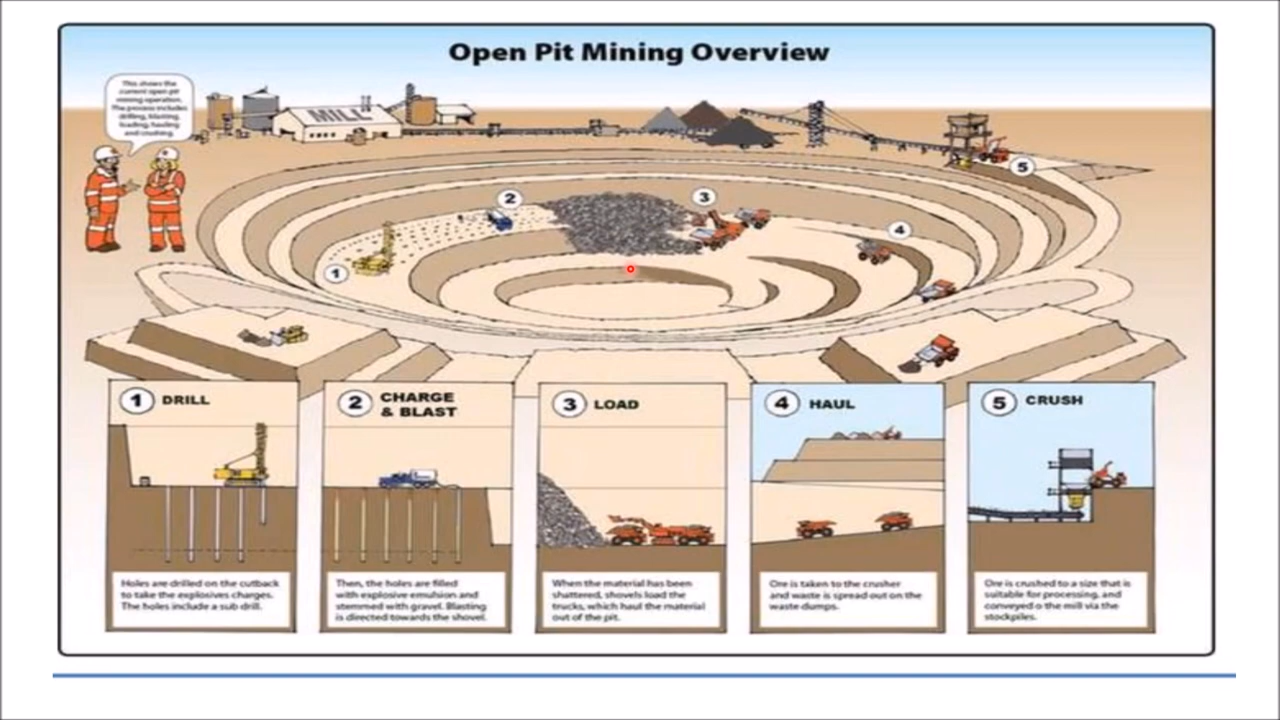 Open Pit Mining Overview
This shows the
current open pit
mining operation.
The process includes
drilling, blasting,
loading, hauling
and crushing.
MILL
1
2
3
4
5
1 DRILL
Holes are drilled on the cutback
to take the explosives charges.
The holes include a sub drill.
2 CHARGE
& BLAST
Then, the holes are filled
with explosive emulsion and
stemmed with gravel. Blasting
is directed towards the shovel.
3 LOAD
When the material has been
shattered, shovels load the
trucks, which haul the material
out of the pit.
4 HAUL
Ore is taken to the crusher
and waste is spread out on the
waste dumps.
5 CRUSH
Ore is crushed to a size that is
suitable for processing, and
conveyed o the mill via the
stockpiles.